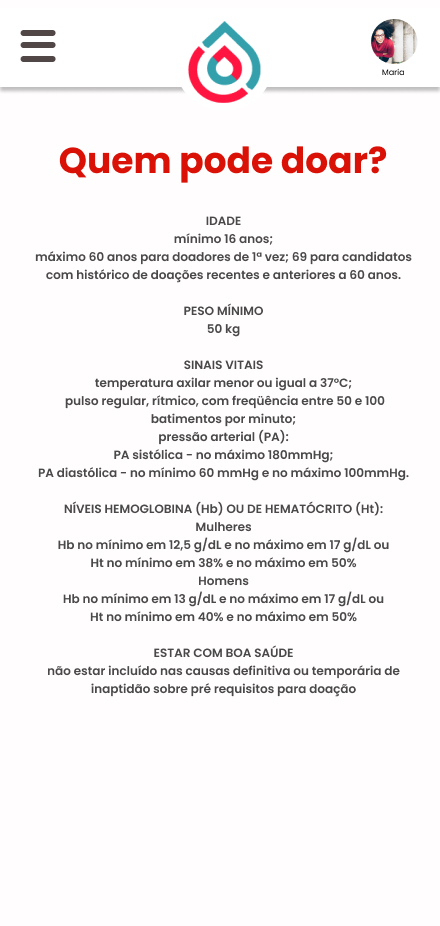 Maria
Quem pode doar?
IDADE
mínimo 16 anos;
máximo 60 anos para doadores de 1ª vez; 69 para candidatos
com histórico de doações recentes e anteriores a 60 anos.
PESO MÍNIMO
50 kg
SINAIS VITAIS
temperatura axilar menor ou igual a 37ºC;
pulso regular, rítmico, com freqüência entre 50 e 100
batimentos por minuto;
pressão arterial (PA):
PA sistólica - no máximo 180mmHg;
PA diastólica - no mínimo 60 mmHg e no máximo 100mmHg.
NÍVEIS HEMOGLOBINA (Hb) OU DE HEMATÓCRITO (Ht):
Mulheres
Hb no mínimo em 12,5 g/dL e no máximo em 17 g/dL ou
Ht no mínimo em 38% e no máximo em 50%
Homens
Hb no mínimo em 13 g/dL e no máximo em 17 g/dL ou
Ht no mínimo em 40% e no máximo em 50%
ESTAR COM BOA SAÚDE
não estar incluído nas causas definitiva ou temporária de
inaptidão sobre pré requisitos para doação